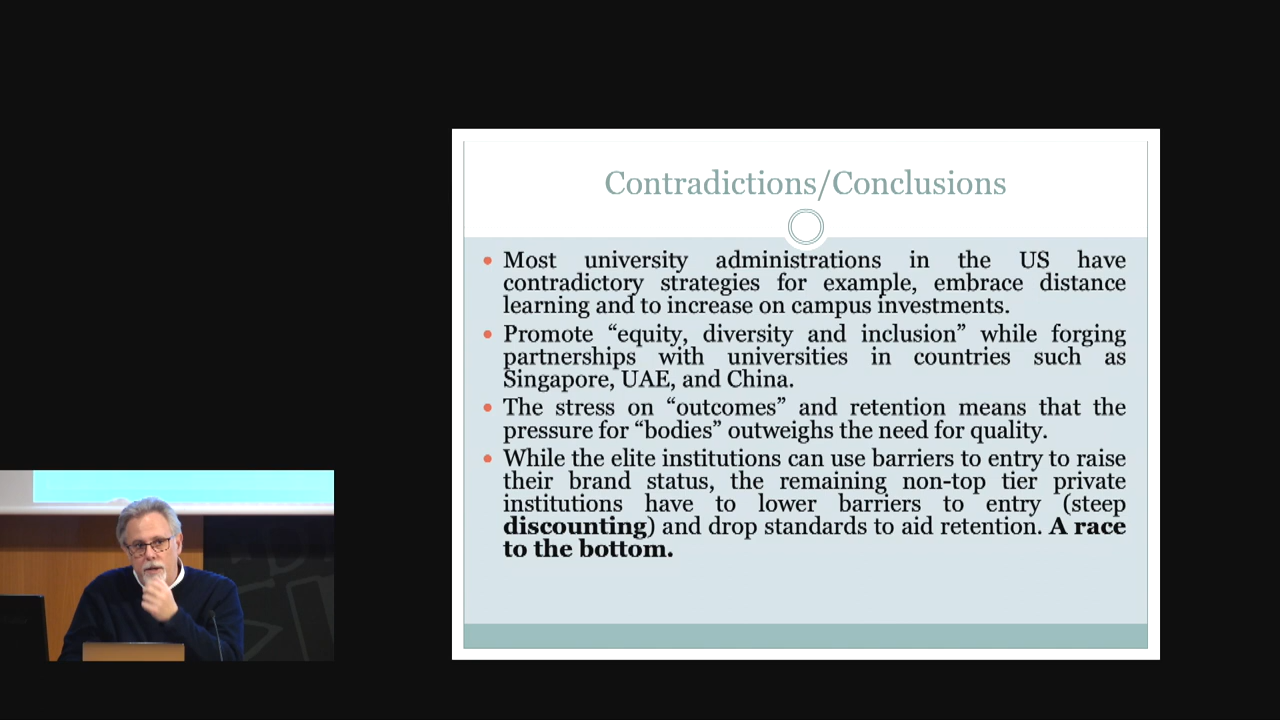 Contradictions/Conclusions
Most university administrations in the US have
contradictory strategies for example, embrace distance
learning and to increase on campus investments.
Promote “equity, diversity and inclusion” while forging
partnerships with universities in countries such as
Singapore, UAE, and China.
The stress on “outcomes” and retention means that the
pressure for “bodies” outweighs the need for quality.
While the elite institutions can use barriers to entry to raise
their brand status, the remaining non-top tier private
institutions have to lower barriers to entry (steep
discounting) and drop standards to aid retention. A race
to the bottom.